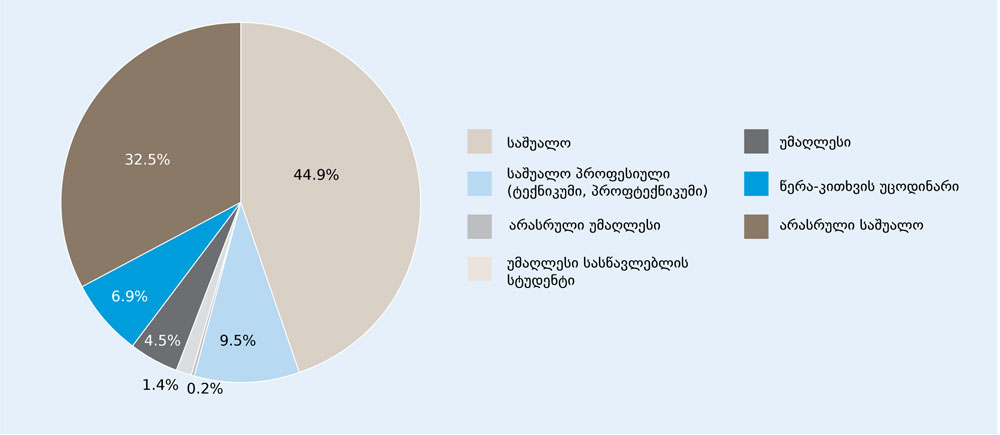 32.5%
44.9%
6.9%
4.5%
9.5%
1.4%
0.2%
საშუალო
საშუალო პროფესიული
(ტექნიკუმი, პროფტექნიკუმი)
არასრული უმაღლესი
უმაღლესი სასწავლებლის
სტუდენტი
უმაღლესი
წერა-კითხვის უცოდინარი
არასრული საშუალო